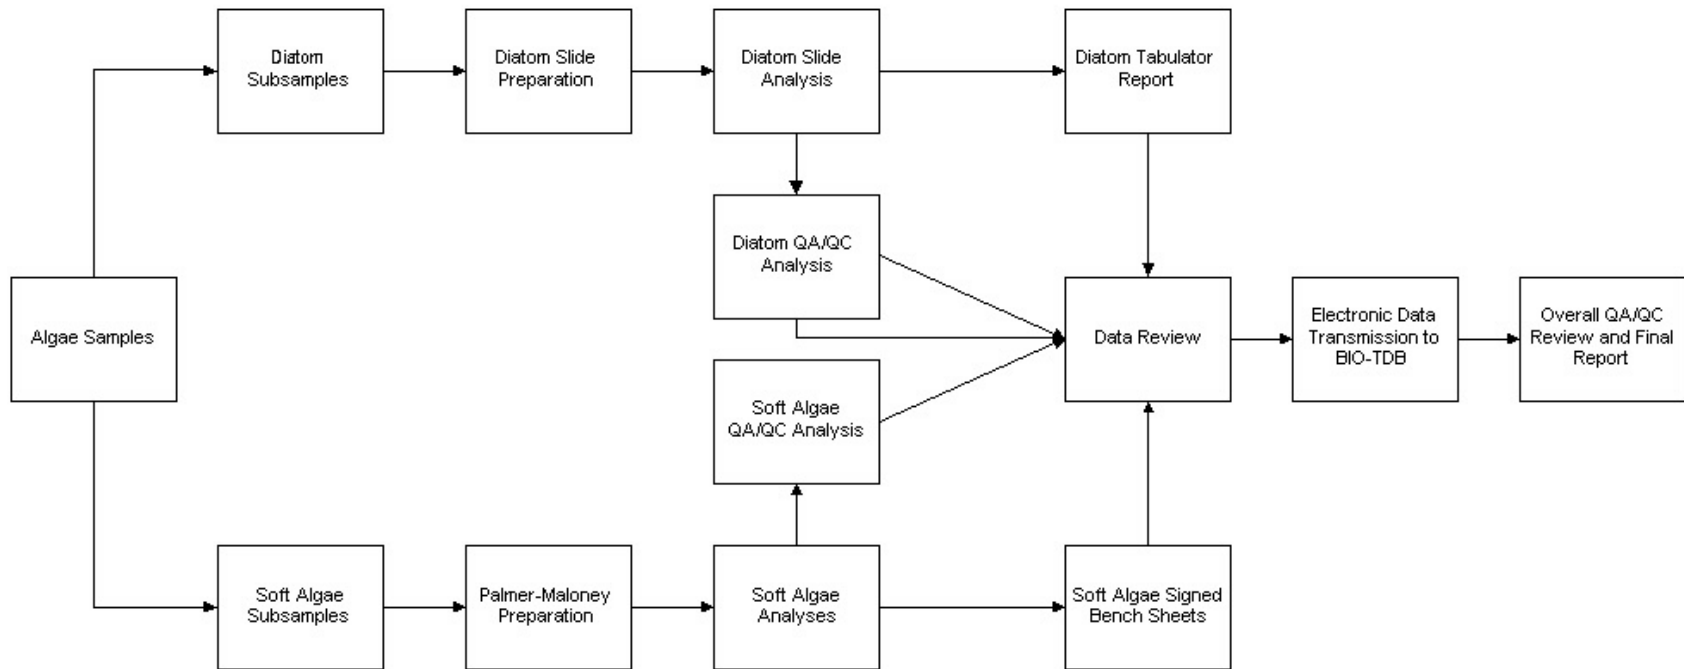 Diatom
Subsamples
Diatom Slide
Preparation
Diatom Slide
Analysis
Diatom Tabulator
Report
Diatom QA/QC
Analysis
Algae Samples
Data Review
Electronic Data
Transmission to
BIO-TDB
Overall QA/QC
Review and Final
Report
Soft Algae
QA/QC Analysis
Soft Algae
Subsamples
Palmer-Maloney
Preparation
Soft Algae
Analyses
Soft Algae Signed
Bench Sheets